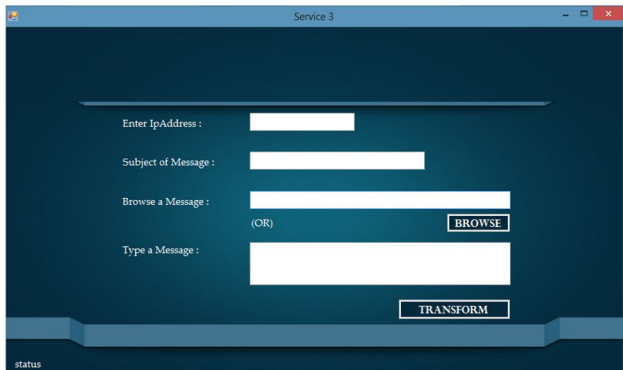 Service 3
Enter IpAddress :
Subject of Message :
Browse a Message :
(OR)
BROWSE
Type a Message :
TRANSFORM
status